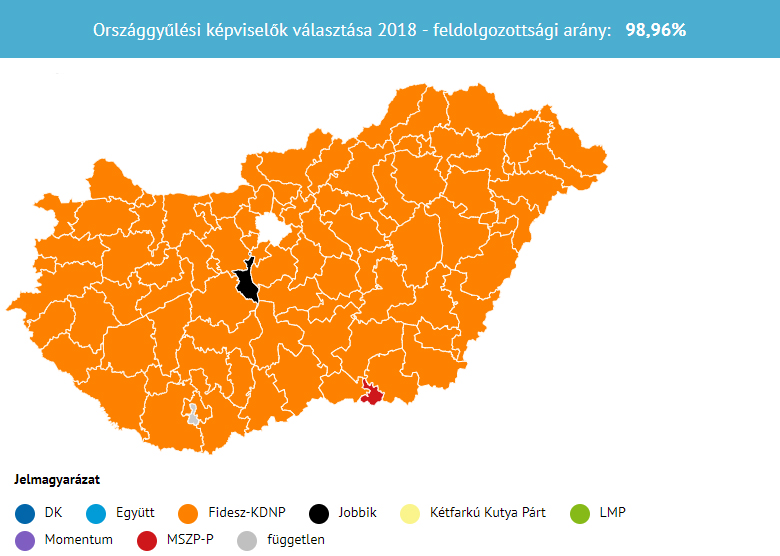 Országgyűlési képviselők választása 2018 - feldolgozottsági arány: 98,96%
Jelmagyarázat
DK Együtt Fidesz-KDNP Jobbik Kétfarkú Kutya Párt LMP
Momentum MSZP-P független